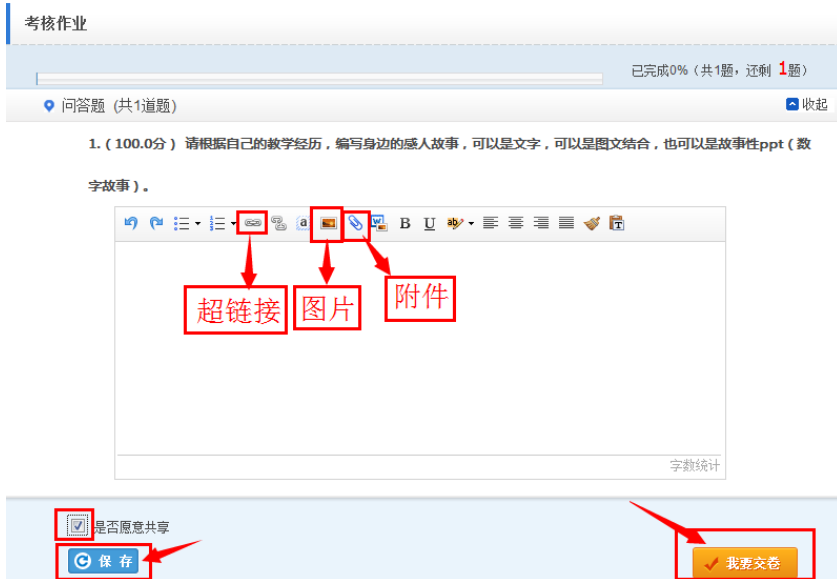 考核作业
已完成0%（共1题，还剩 1题）
问答题（共1道题） 收起
1.（100.0分） 请根据自己的教学经历，编写身边的感人故事，可以是文字，可以是图文结合，也可以是故事性ppt（数
字故事）。
a W ab B U T
超链接 图片 附件
字数统计
是否愿意共享
保 存 我要交卷